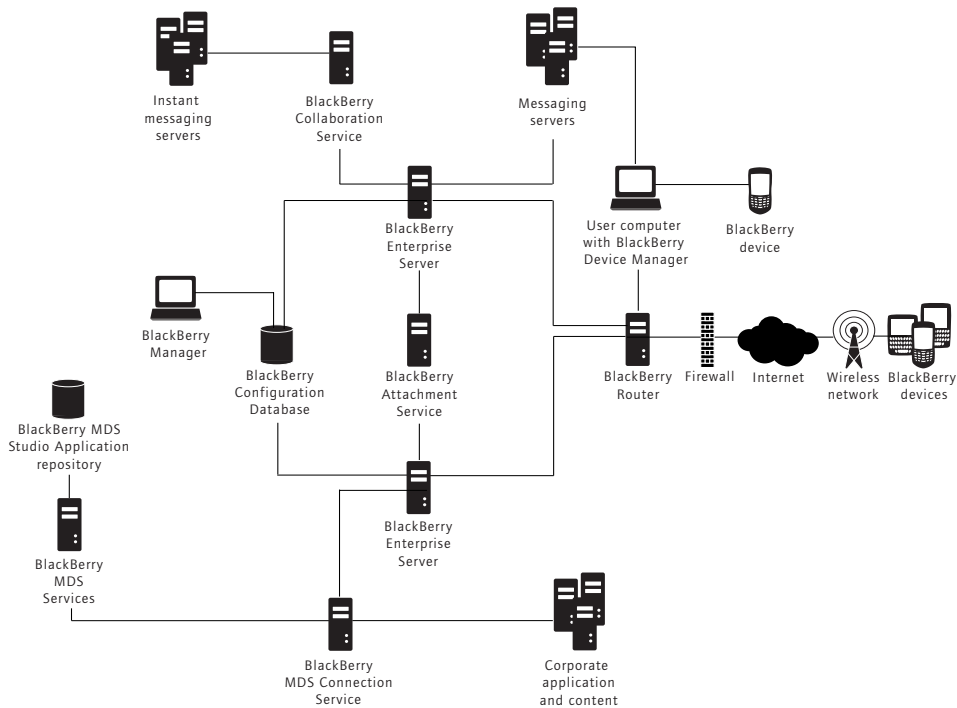 Instant
messaging
servers
BlackBerry
Collaboration
Service
Messaging
servers
BlackBerry
Enterprise
Server
User computer
with BlackBerry
Device Manager
BlackBerry
device
BlackBerry
Manager
BlackBerry
Configuration
Database
BlackBerry
Attachment
Service
BlackBerry
Router
Firewall
Internet
Wireless
network
BlackBerry
devices
BlackBerry MDS
Studio Application
repository
BlackBerry
Enterprise
Server
BlackBerry
MDS
Services
BlackBerry
MDS Connection
Service
Corporate
application
and content